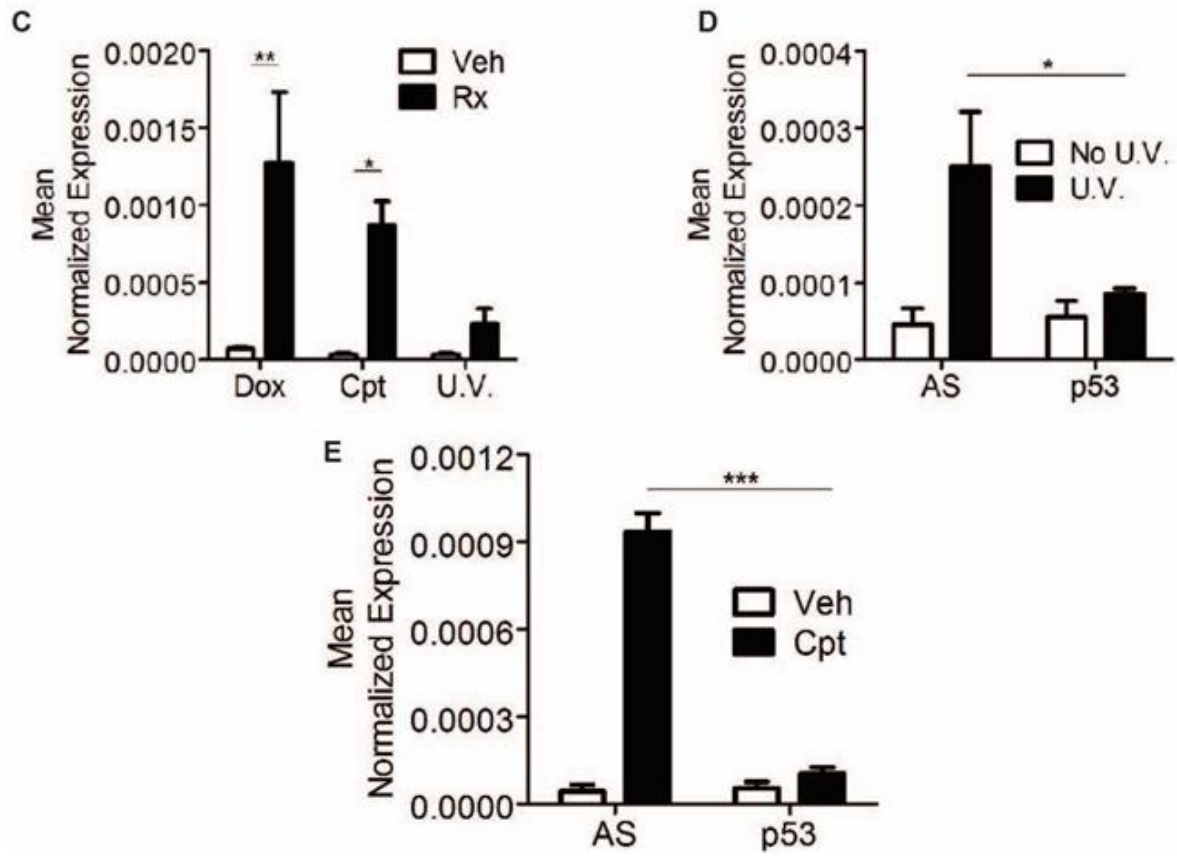 C
Mean
Normalized Expression
0.0020
0.0015
0.0010
0.0005
0.0000
**
*
Veh
Rx
Dox Cpt U.V.
D
Mean
Normalized Expression
0.0004
0.0003
0.0002
0.0001
0.0000
*
No U.V.
U.V.
AS p53
E
Mean
Normalized Expression
0.0012
0.0009
0.0006
0.0003
0.0000
***
Veh
Cpt
AS p53